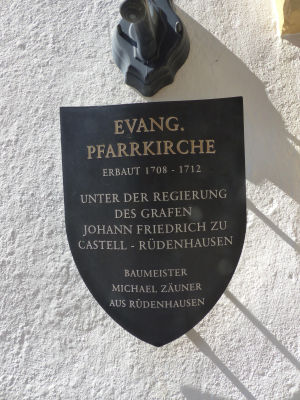 EVANG.
PFARRKIRCHE
ERBAUT 1708 - 1712
UNTER DER REGIERUNG
DES GRAFEN
JOHANN FRIEDRICH ZU
CASTELL - RÜDENHAUSEN
BAUMEISTER
MICHAEL ZÄUNER
AUS RÜDENHAUSEN